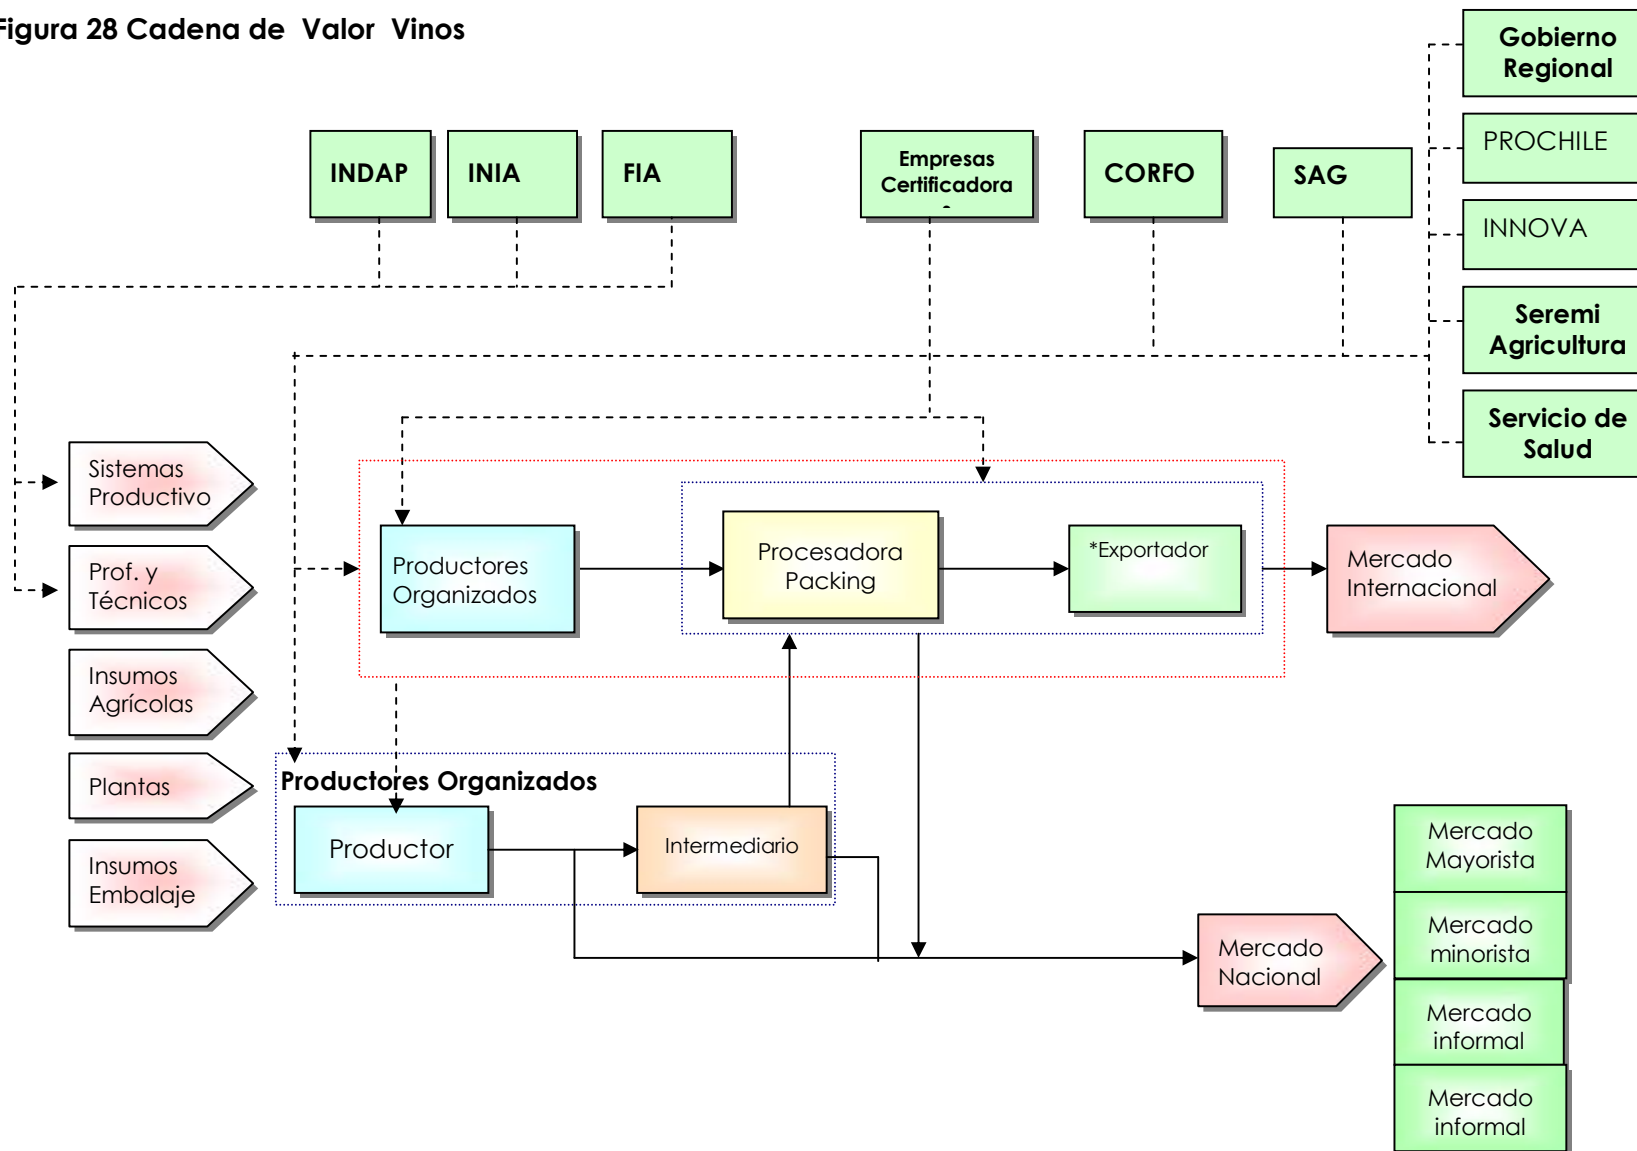 Figura 28 Cadena de Valor Vinos
Gobierno
Regional
PROCHILE
INNOVA
Seremi
Agricultura
Servicio de
Salud
INDAP
INIA
FIA
Empresas
Certificadora
CORFO
SAG
Sistemas
Productivo
Prof. y
Técnicos
Insumos
Agrícolas
Plantas
Insumos
Embalaje
Productores
Organizados
Procesadora
Packing
*Exportador
Mercado
Internacional
Productores Organizados
Productor
Intermediario
Mercado
Nacional
Mercado
Mayorista
Mercado
minorista
Mercado
informal
Mercado
informal